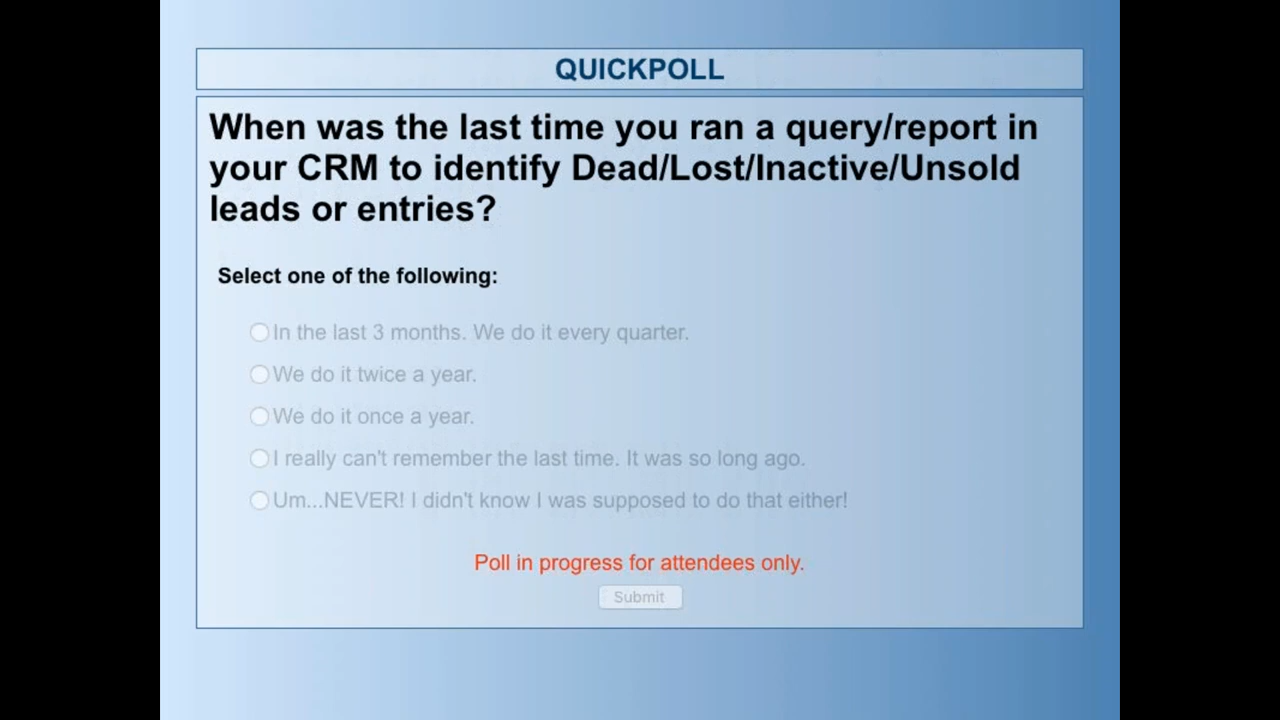 QUICKPOLL
When was the last time you ran a query/report in
your CRM to identify Dead/Lost/Inactive/Unsold
leads or entries?
Select one of the following:
In the last 3 months. We do it every quarter.
We do it twice a year.
We do it once a year.
I really can't remember the last time. It was so long ago.
Um...NEVER! I didn't know I was supposed to do that either!
Poll in progress for attendees only.
Submit